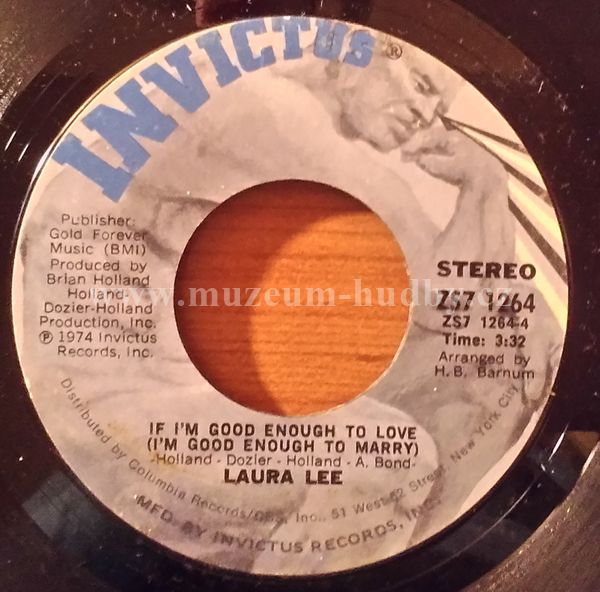 INVICTUS®
Publisher:
Gold Forever
Music (BMI)
Produced by
Brian Holland
Holland-
Dozier-Holland
Production, Inc.
℗ 1974 Invictus
Records, Inc.
STEREO
ZS7 1264
ZS7 1264-4
Time: 3:32
Arranged by
H. B. Barnum
www.muzeum-hudby.cz
IF I'M GOOD ENOUGH TO LOVE
(I'M GOOD ENOUGH TO MARRY)
-Holland - Dozier - Holland - A. Bond-
LAURA LEE
Distributed by Columbia Records/CBS, Inc., 51 West 52 Street, New York City
MFD. BY INVICTUS RECORDS, INC.